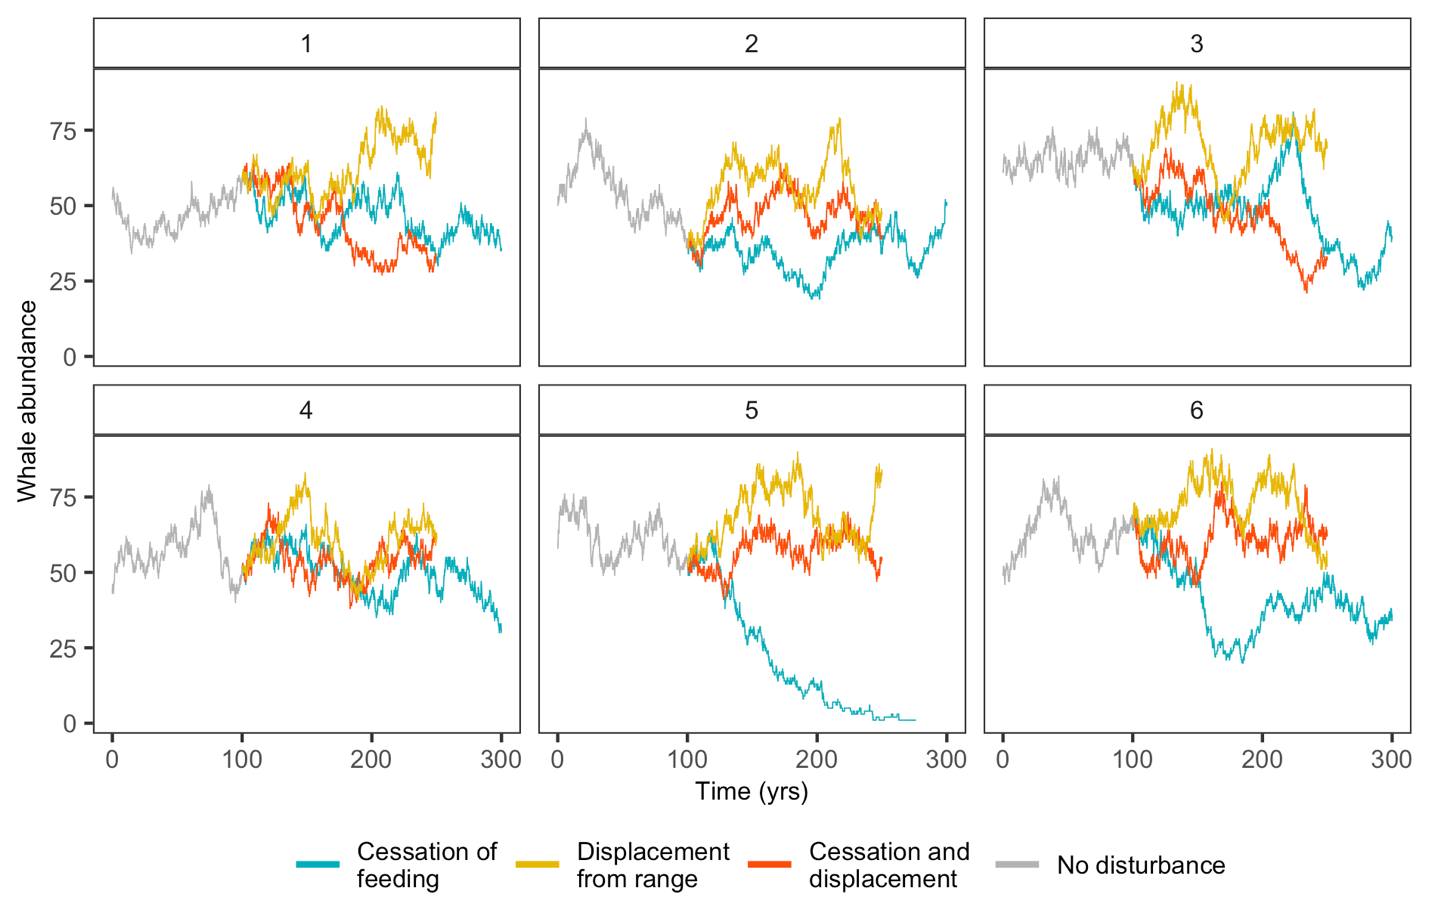 1
2
3
75
50
25
0
4
5
6
75
50
25
0
Whale abundance
0 100 200 300
0 100 200 300
0 100 200 300
Time (yrs)
Cessation of
feeding
Displacement
from range
Cessation and
displacement
No disturbance